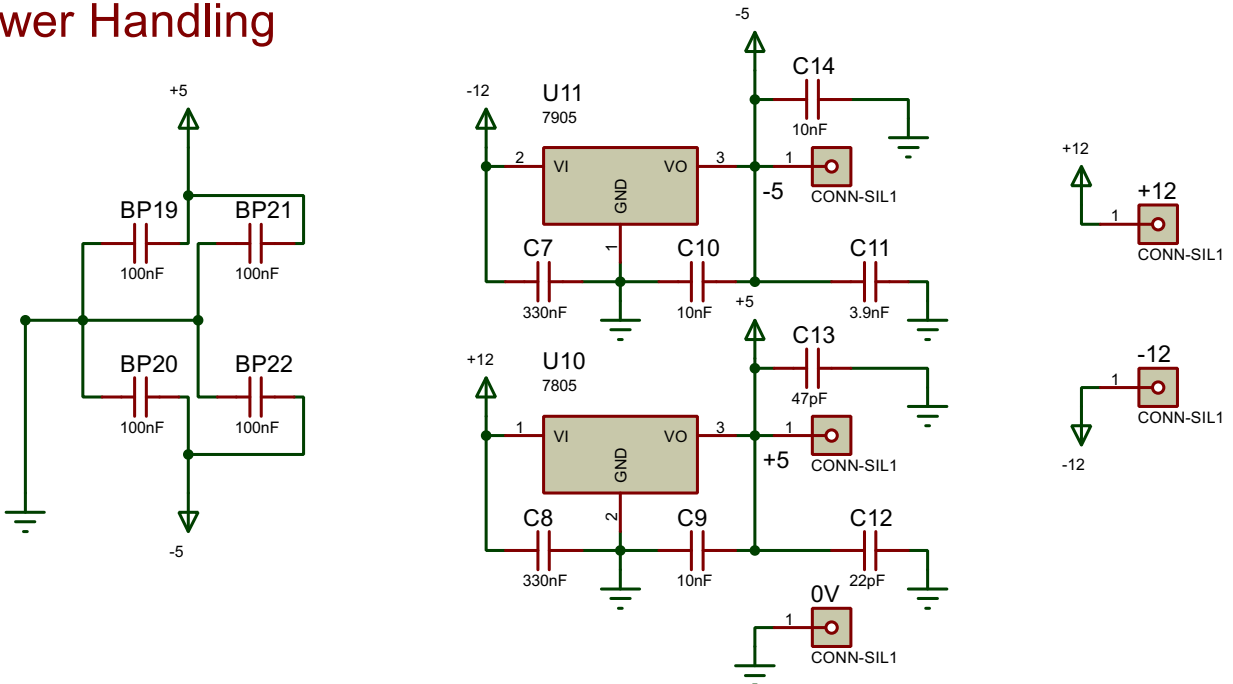 wer Handling
+5
BP19
100nF
BP21
100nF
BP20
100nF
BP22
100nF
-5
-5
C14
10nF
-12
U11
7905
2
VI
VO
3
GND
1
1
-5
CONN-SIL1
C7
330nF
C10
10nF
C11
3.9nF
+5
C13
47pF
+12
U10
7805
1
VI
VO
3
GND
2
1
+5
CONN-SIL1
C8
330nF
C9
10nF
C12
22pF
0V
1
CONN-SIL1
+12
+12
1
CONN-SIL1
-12
1
CONN-SIL1
-12